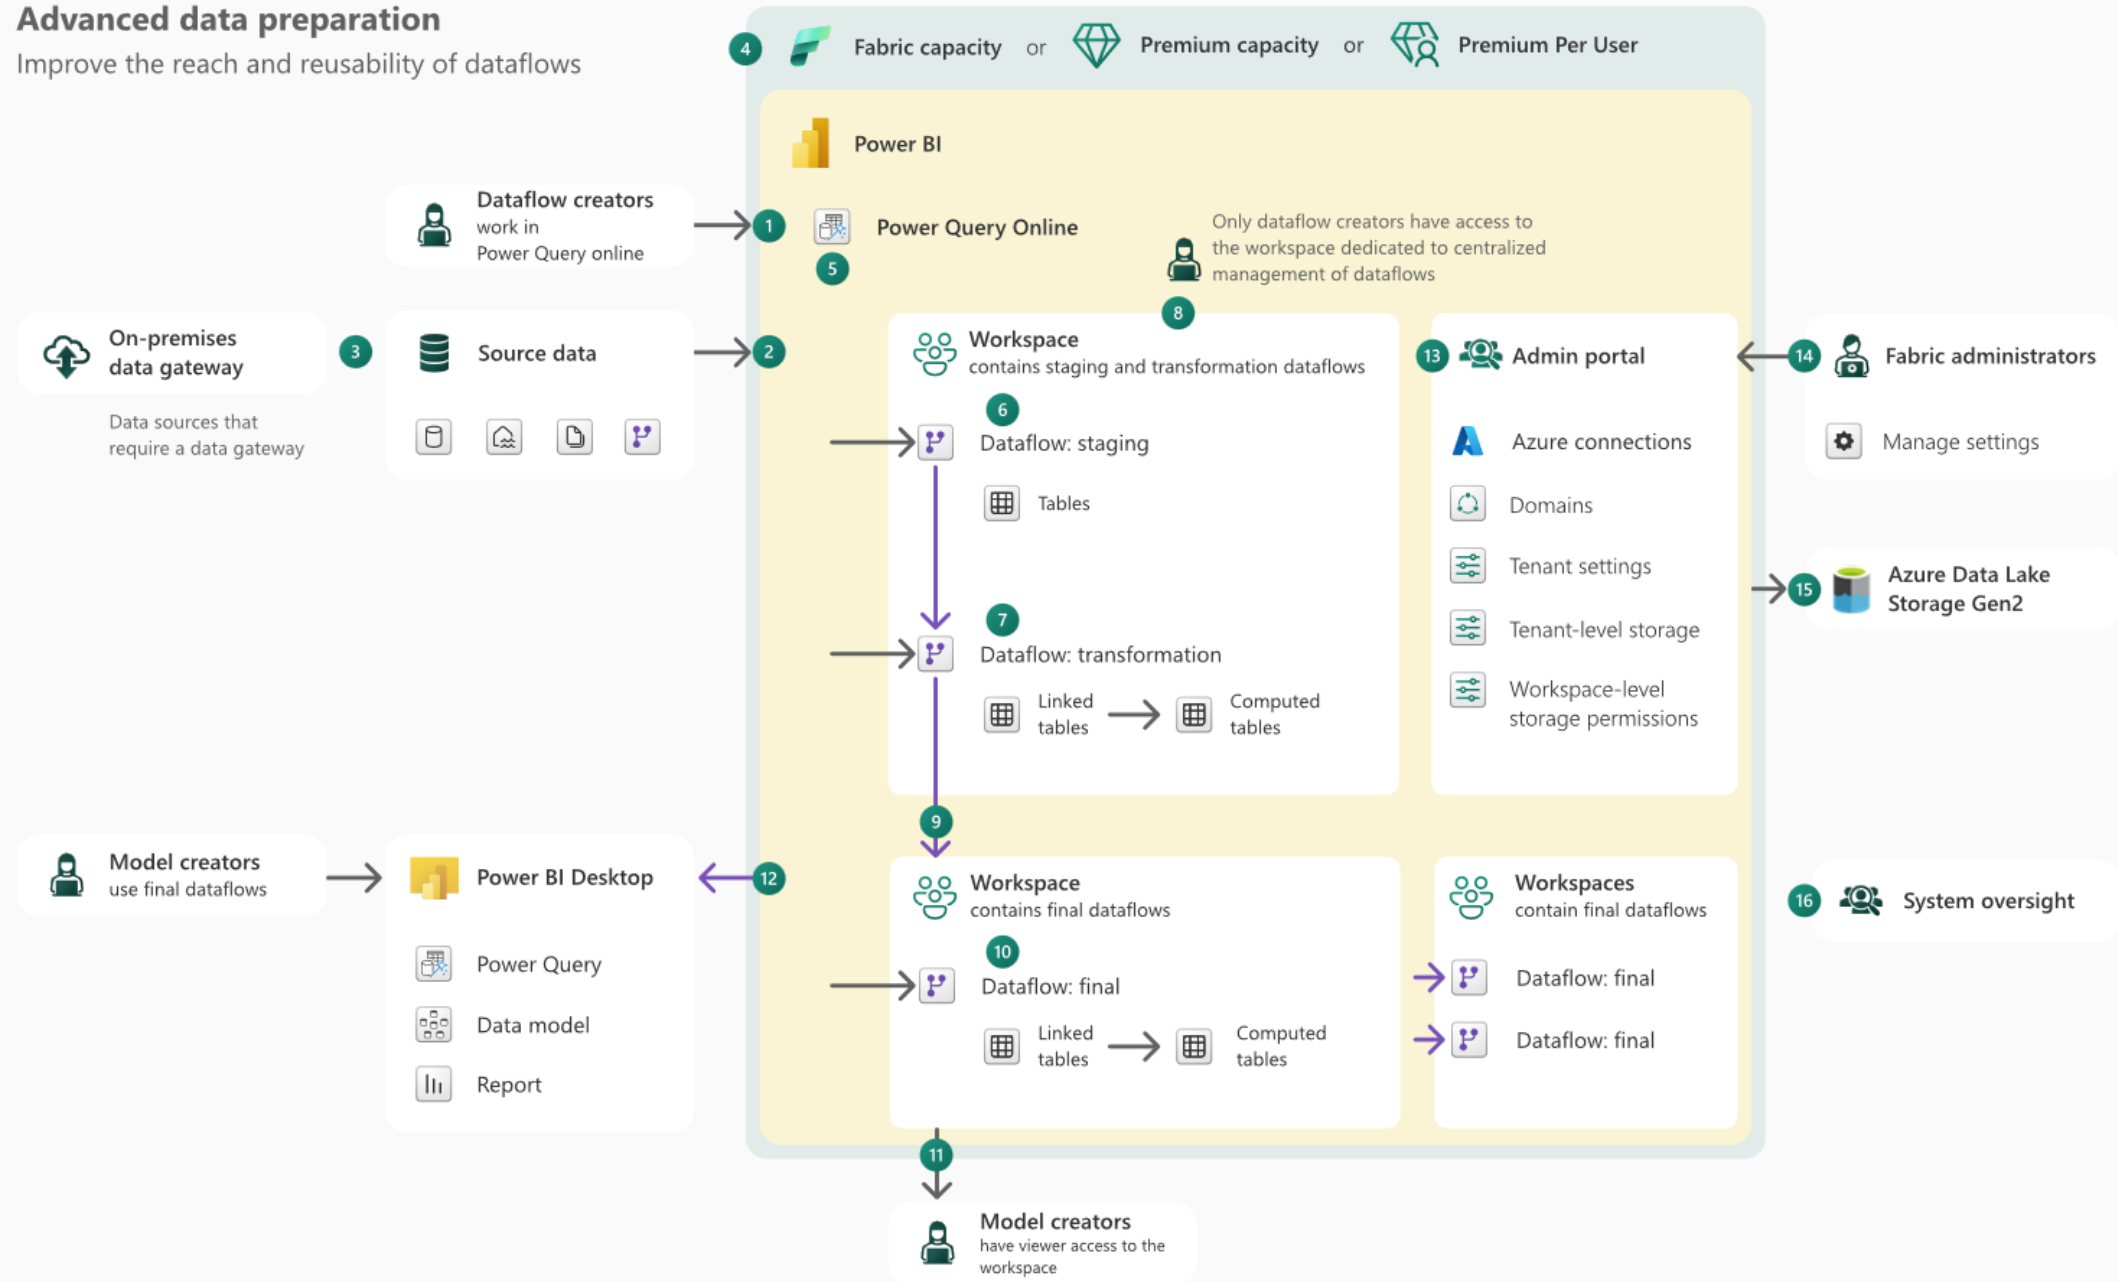 Advanced data preparation
Improve the reach and reusability of dataflows
4
Fabric capacity or Premium capacity or Premium Per User
Power BI
Dataflow creators
work in
Power Query online
1
Power Query Online
5
Only dataflow creators have access to
the workspace dedicated to centralized
management of dataflows
8
On-premises
data gateway
Data sources that
require a data gateway
3
Source data
2
Workspace
contains staging and transformation dataflows
6
Dataflow: staging
Tables
7
Dataflow: transformation
Linked
tables
Computed
tables
13
Admin portal
Azure connections
Domains
Tenant settings
Tenant-level storage
Workspace-level
storage permissions
14
Fabric administrators
Manage settings
15
Azure Data Lake
Storage Gen2
9
Model creators
use final dataflows
Power BI Desktop
Power Query
Data model
Report
12
Workspace
contains final dataflows
10
Dataflow: final
Linked
tables
Computed
tables
Workspaces
contain final dataflows
Dataflow: final
Dataflow: final
16
System oversight
11
Model creators
have viewer access to the
workspace